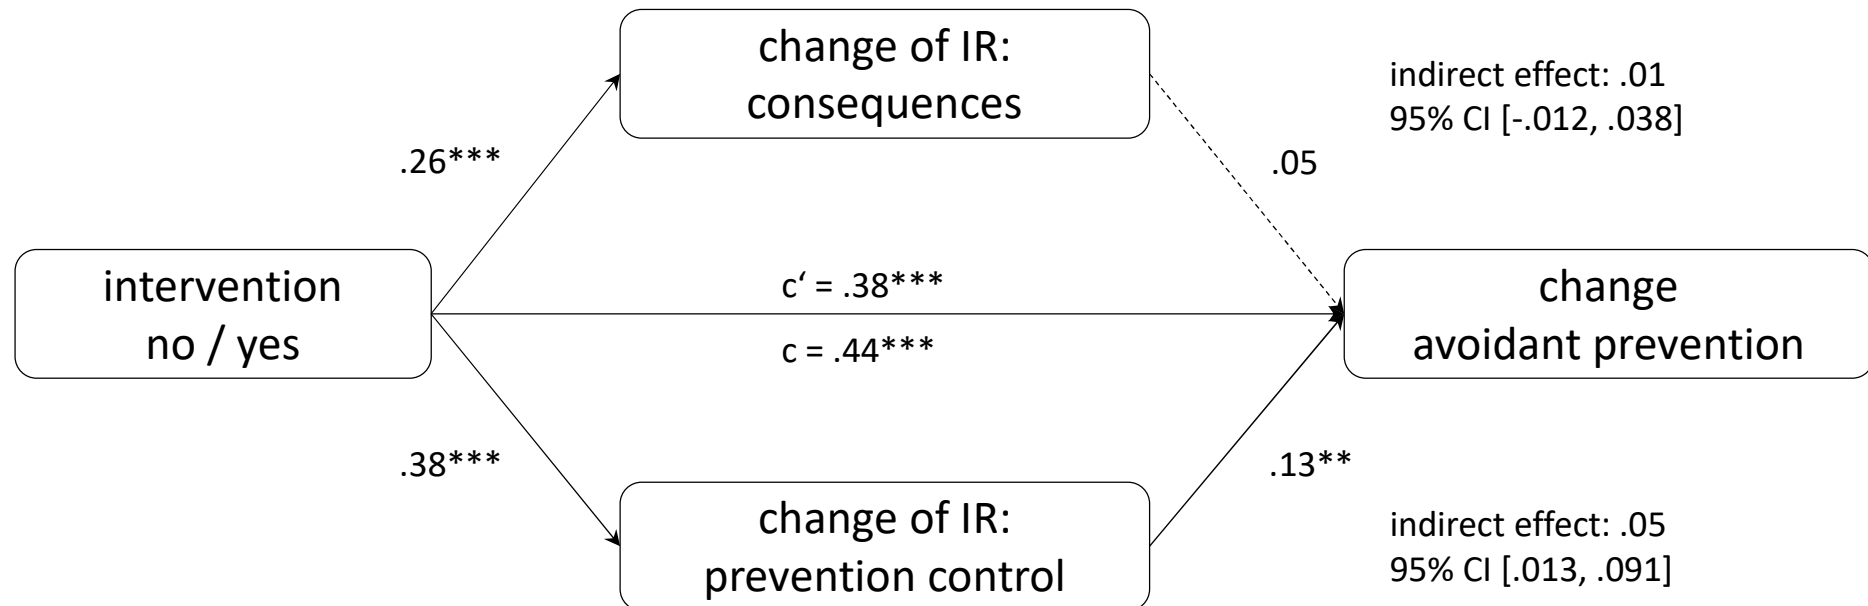 change of IR:
consequences
indirect effect: .01
95% CI [-.012, .038]
.26***
.05
intervention
no / yes
c‘ = .38***
c = .44***
change
avoidant prevention
.38***
.13**
change of IR:
prevention control
indirect effect: .05
95% CI [.013, .091]